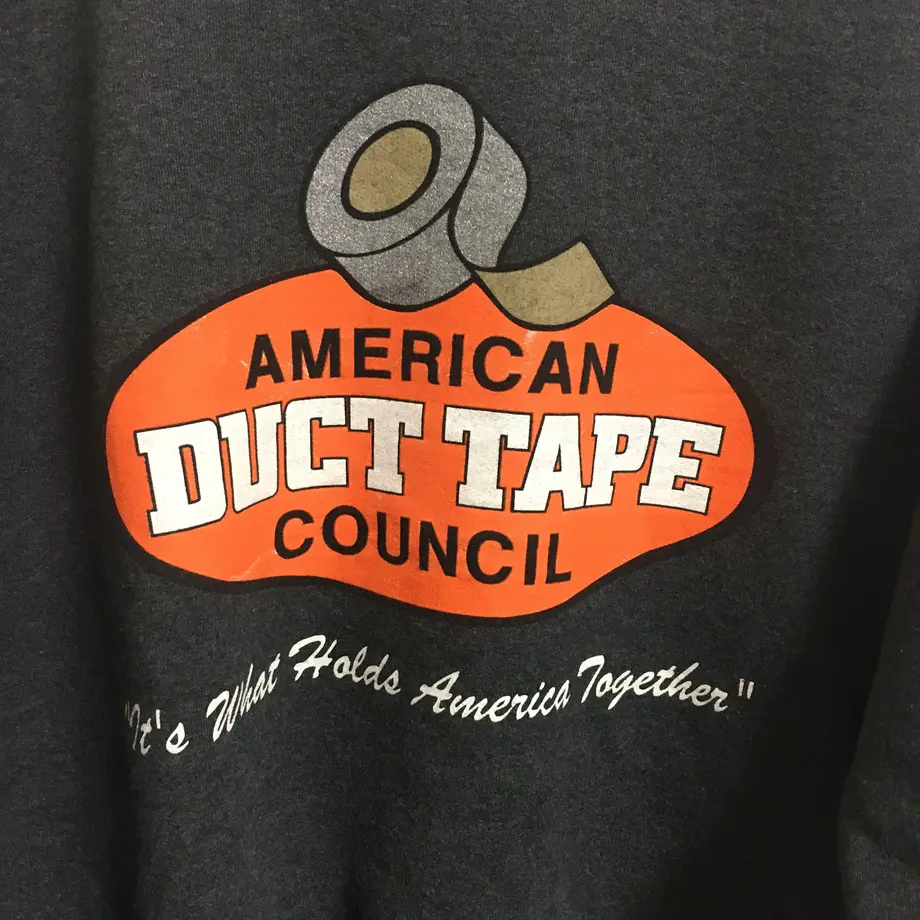 AMERICAN
DUCT TAPE
COUNCIL
"It's What Holds America Together"